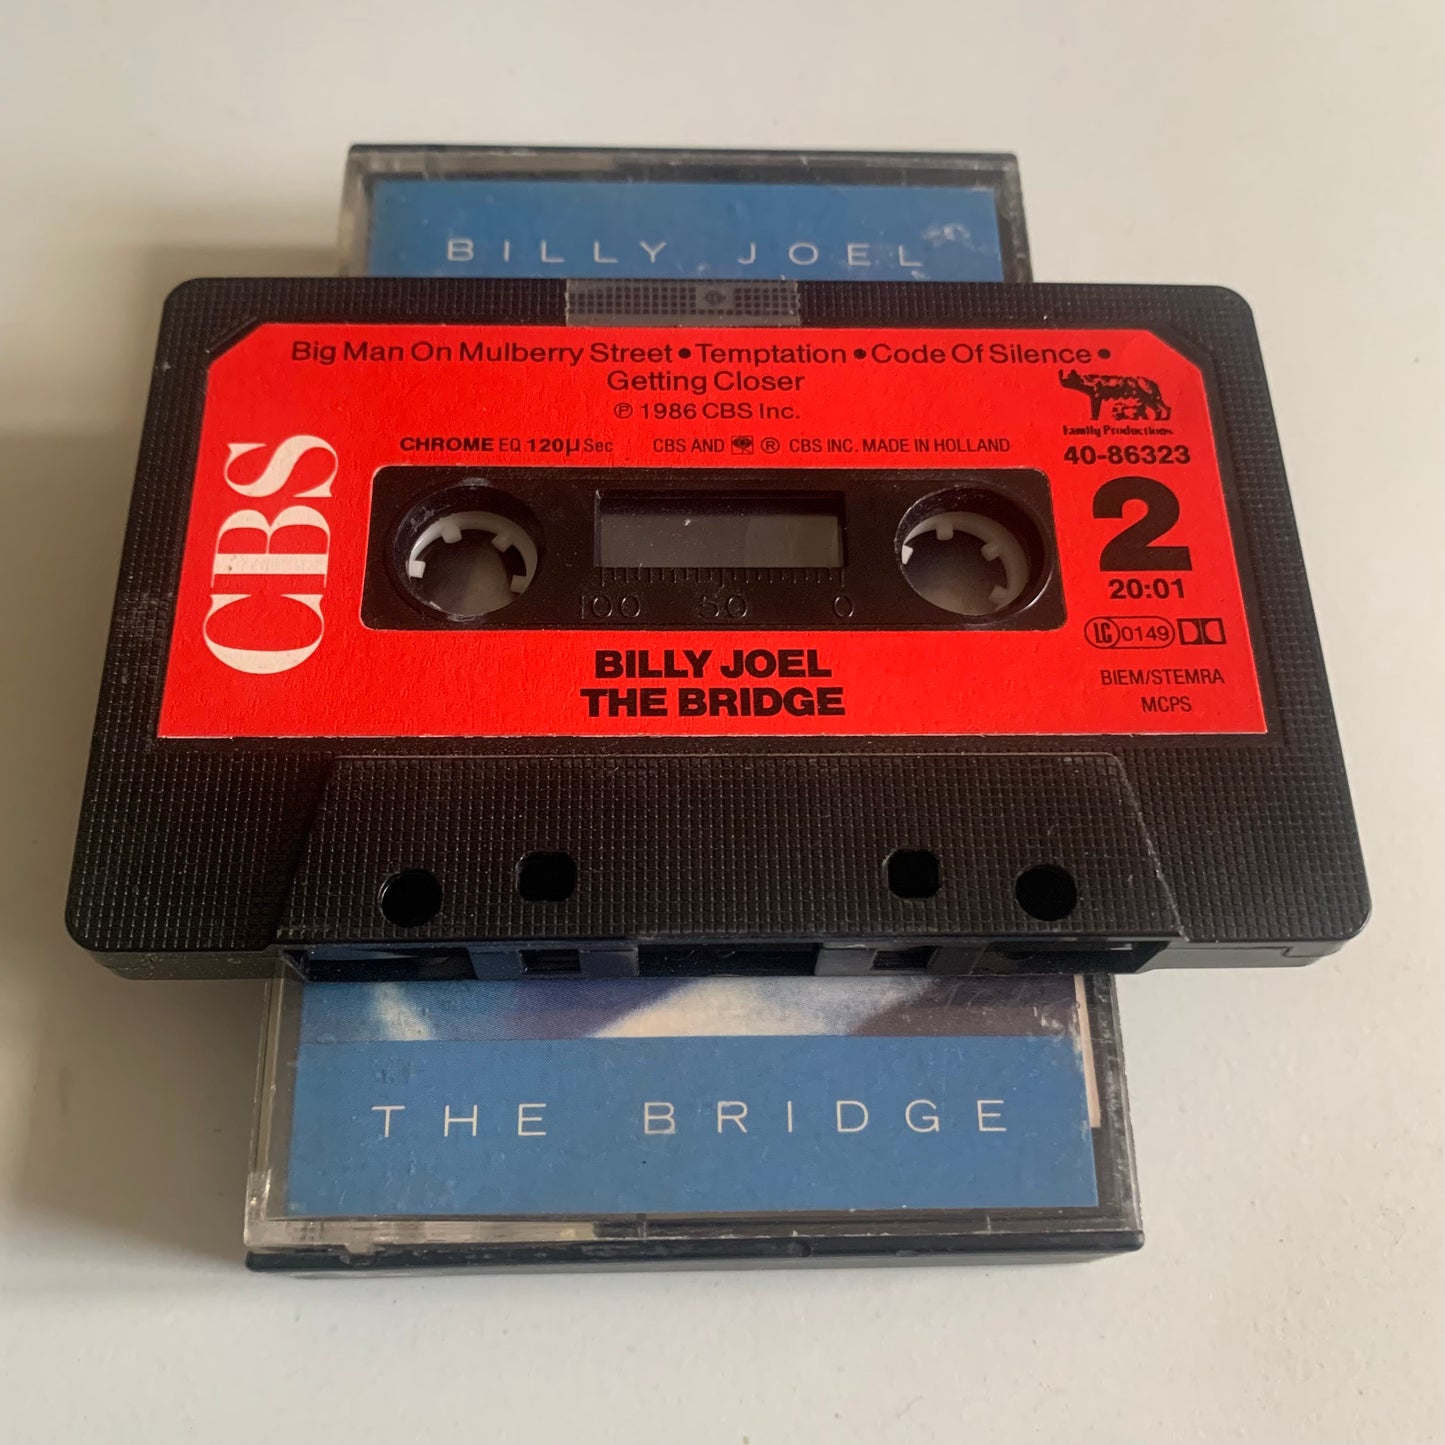 BILLY JOEL
Big Man On Mulberry Street • Temptation • Code Of Silence •
Getting Closer
℗ 1986 CBS Inc.
CHROME EQ 120µ Sec CBS AND ® CBS INC. MADE IN HOLLAND
Family Productions
40-86323
CBS
2
20:01
100 50 0
LC 0149
BILLY JOEL
THE BRIDGE
BIEM/STEMRA
MCPS
THE BRIDGE